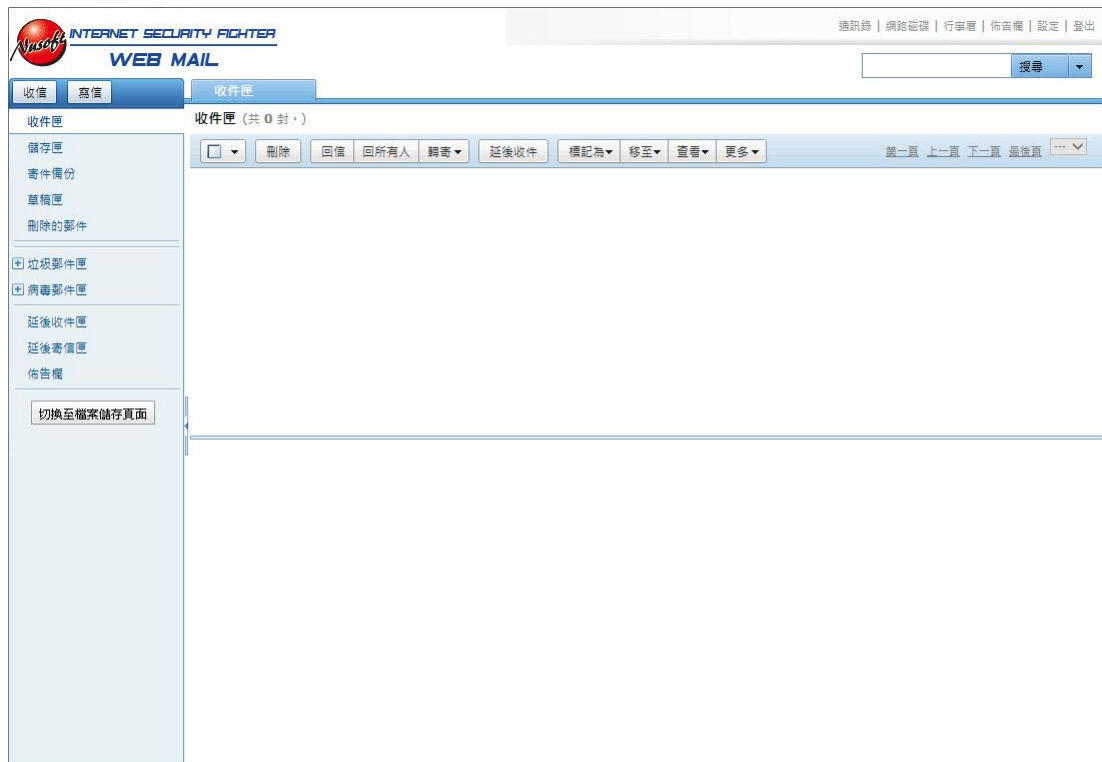 Nusoft INTERNET SECURITY FIGHTER
WEB MAIL
通訊錄 | 網路磁碟 | 行事曆 | 佈告欄 | 設定 | 登出
搜尋
收信 寫信
收件匣
收件匣
儲存匣
寄件備份
草稿匣
刪除的郵件
垃圾郵件匣
病毒郵件匣
延後收件匣
延後寄信匣
佈告欄
切換至檔案儲存頁面
收件匣 (共 0 封。)
刪除 回信 回所有人 轉寄 延後收件 標記為 移至 查看 更多 第一頁 上一頁 下一頁 最後頁 ---